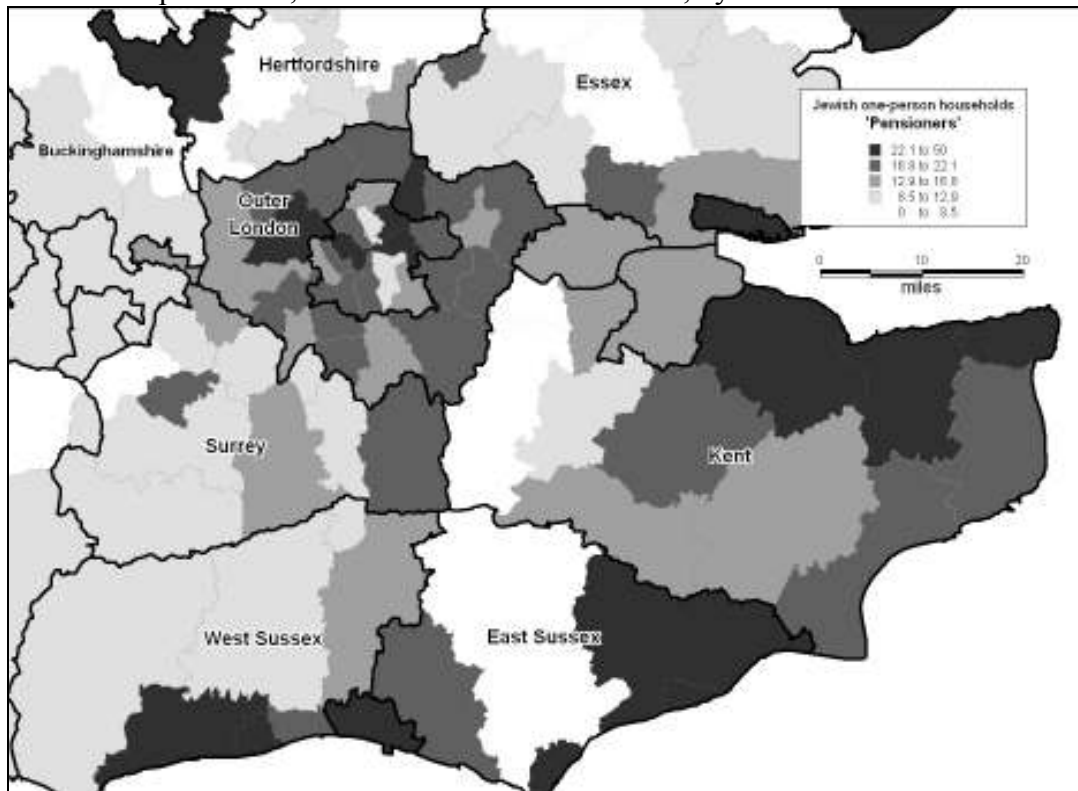 Hertfordshire
Essex
Jewish one-person households
'Pensioners'
22.1 to 50
16.8 to 22.1
12.9 to 16.8
8.5 to 12.9
0 to 8.5
Buckinghamshire
Outer
London
0 10 20
miles
Surrey
Kent
West Sussex
East Sussex